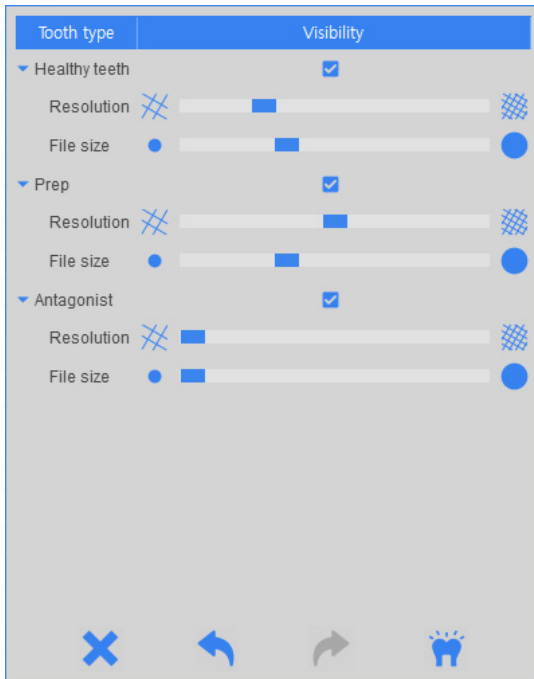 Tooth type Visibility
Healthy teeth
Resolution
File size
Prep
Resolution
File size
Antagonist
Resolution
File size